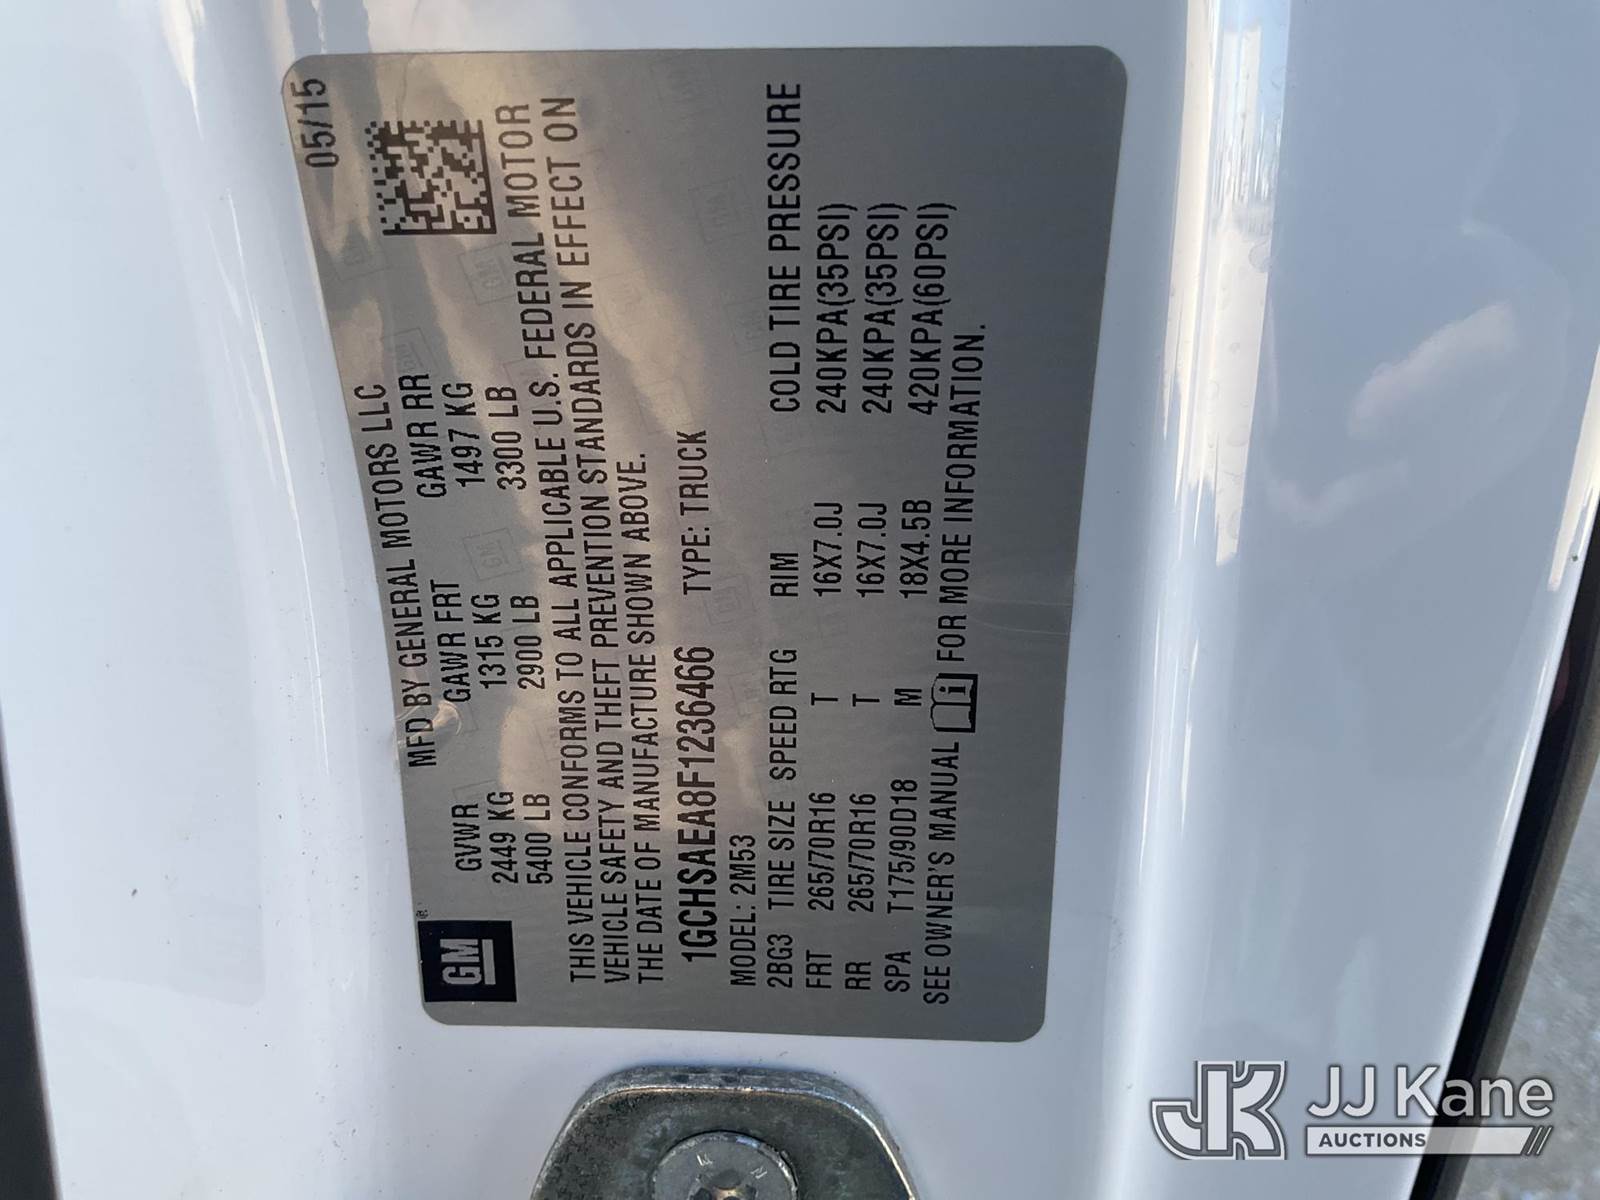 05/15
MFD BY GENERAL MOTORS LLC
GM ®
GVWR GAWR FRT GAWR RR
2449 KG 1315 KG 1497 KG
5400 LB 2900 LB 3300 LB
THIS VEHICLE CONFORMS TO ALL APPLICABLE U.S. FEDERAL MOTOR
VEHICLE SAFETY AND THEFT PREVENTION STANDARDS IN EFFECT ON
THE DATE OF MANUFACTURE SHOWN ABOVE.
1GCHSAEA8F1236466 TYPE: TRUCK
MODEL: 2M53
2BG3 TIRE SIZE SPEED RTG RIM COLD TIRE PRESSURE
FRT 265/70R16 T 16X7.0J 240KPA(35PSI)
RR 265/70R16 T 16X7.0J 240KPA(35PSI)
SPA T175/90D18 M 18X4.5B 420KPA(60PSI)
SEE OWNER'S MANUAL i FOR MORE INFORMATION.
JK JJ Kane
AUCTIONS